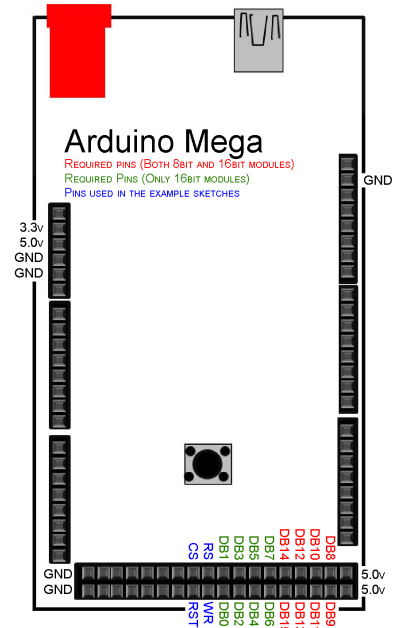 Arduino Mega
Required pins (Both 8bit and 16bit modules)
Required Pins (Only 16bit modules)
Pins used in the example sketches
GND
3.3v
5.0v
GND
GND
CS RS DB1 DB3 DB5 DB7 DB14 DB12 DB10 DB8
GND 5.0v
GND 5.0v
RST WR DB0 DB2 DB4 DB6 DB9